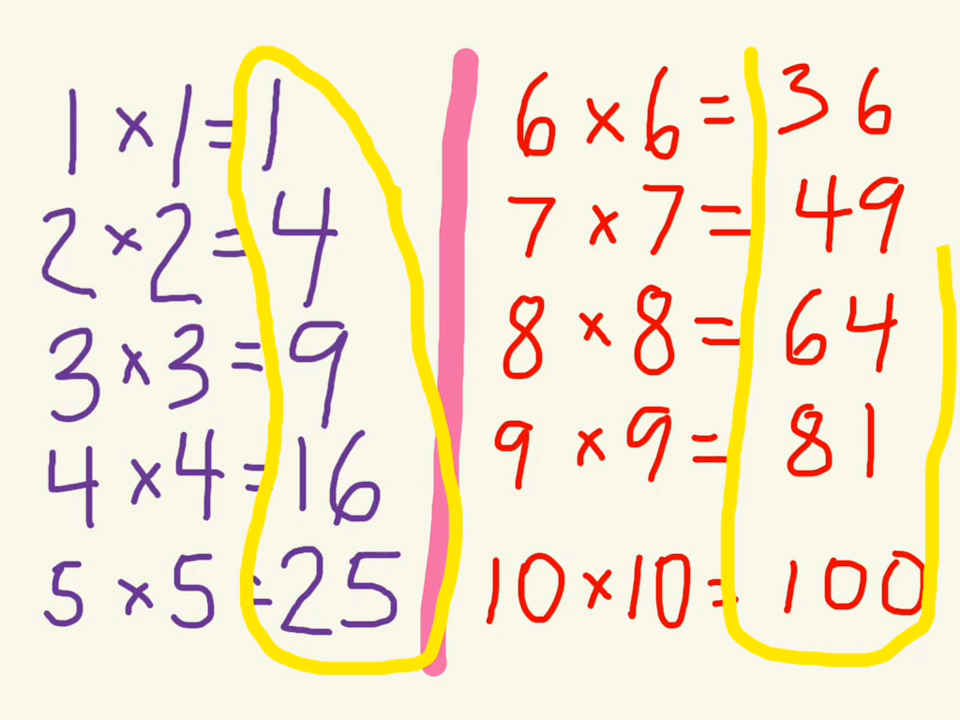 1 × 1 = 1
2 × 2 = 4
3 × 3 = 9
4 × 4 = 16
5 × 5 = 25
6 × 6 = 36
7 × 7 = 49
8 × 8 = 64
9 × 9 = 81
10 × 10 = 100